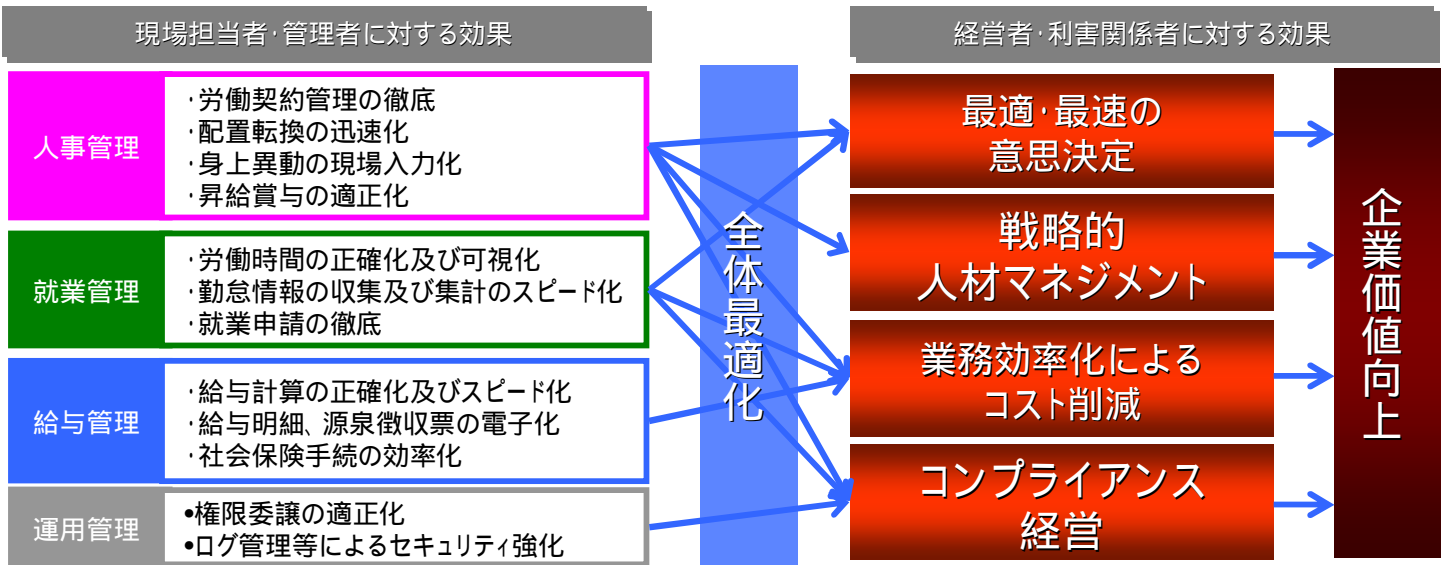 現場担当者・管理者に対する効果
人事管理
・労働契約管理の徹底
・配置転換の迅速化
・身上異動の現場入力化
・昇給賞与の適正化
就業管理
・労働時間の正確化及び可視化
・勤怠情報の収集及び集計のスピード化
・就業申請の徹底
給与管理
・給与計算の正確化及びスピード化
・給与明細、源泉徴収票の電子化
・社会保険手続の効率化
運用管理
•権限委譲の適正化
•ログ管理等によるセキュリティ強化
全体最適化
経営者・利害関係者に対する効果
最適・最速の
意思決定
戦略的
人材マネジメント
業務効率化による
コスト削減
コンプライアンス
経営
企業価値向上